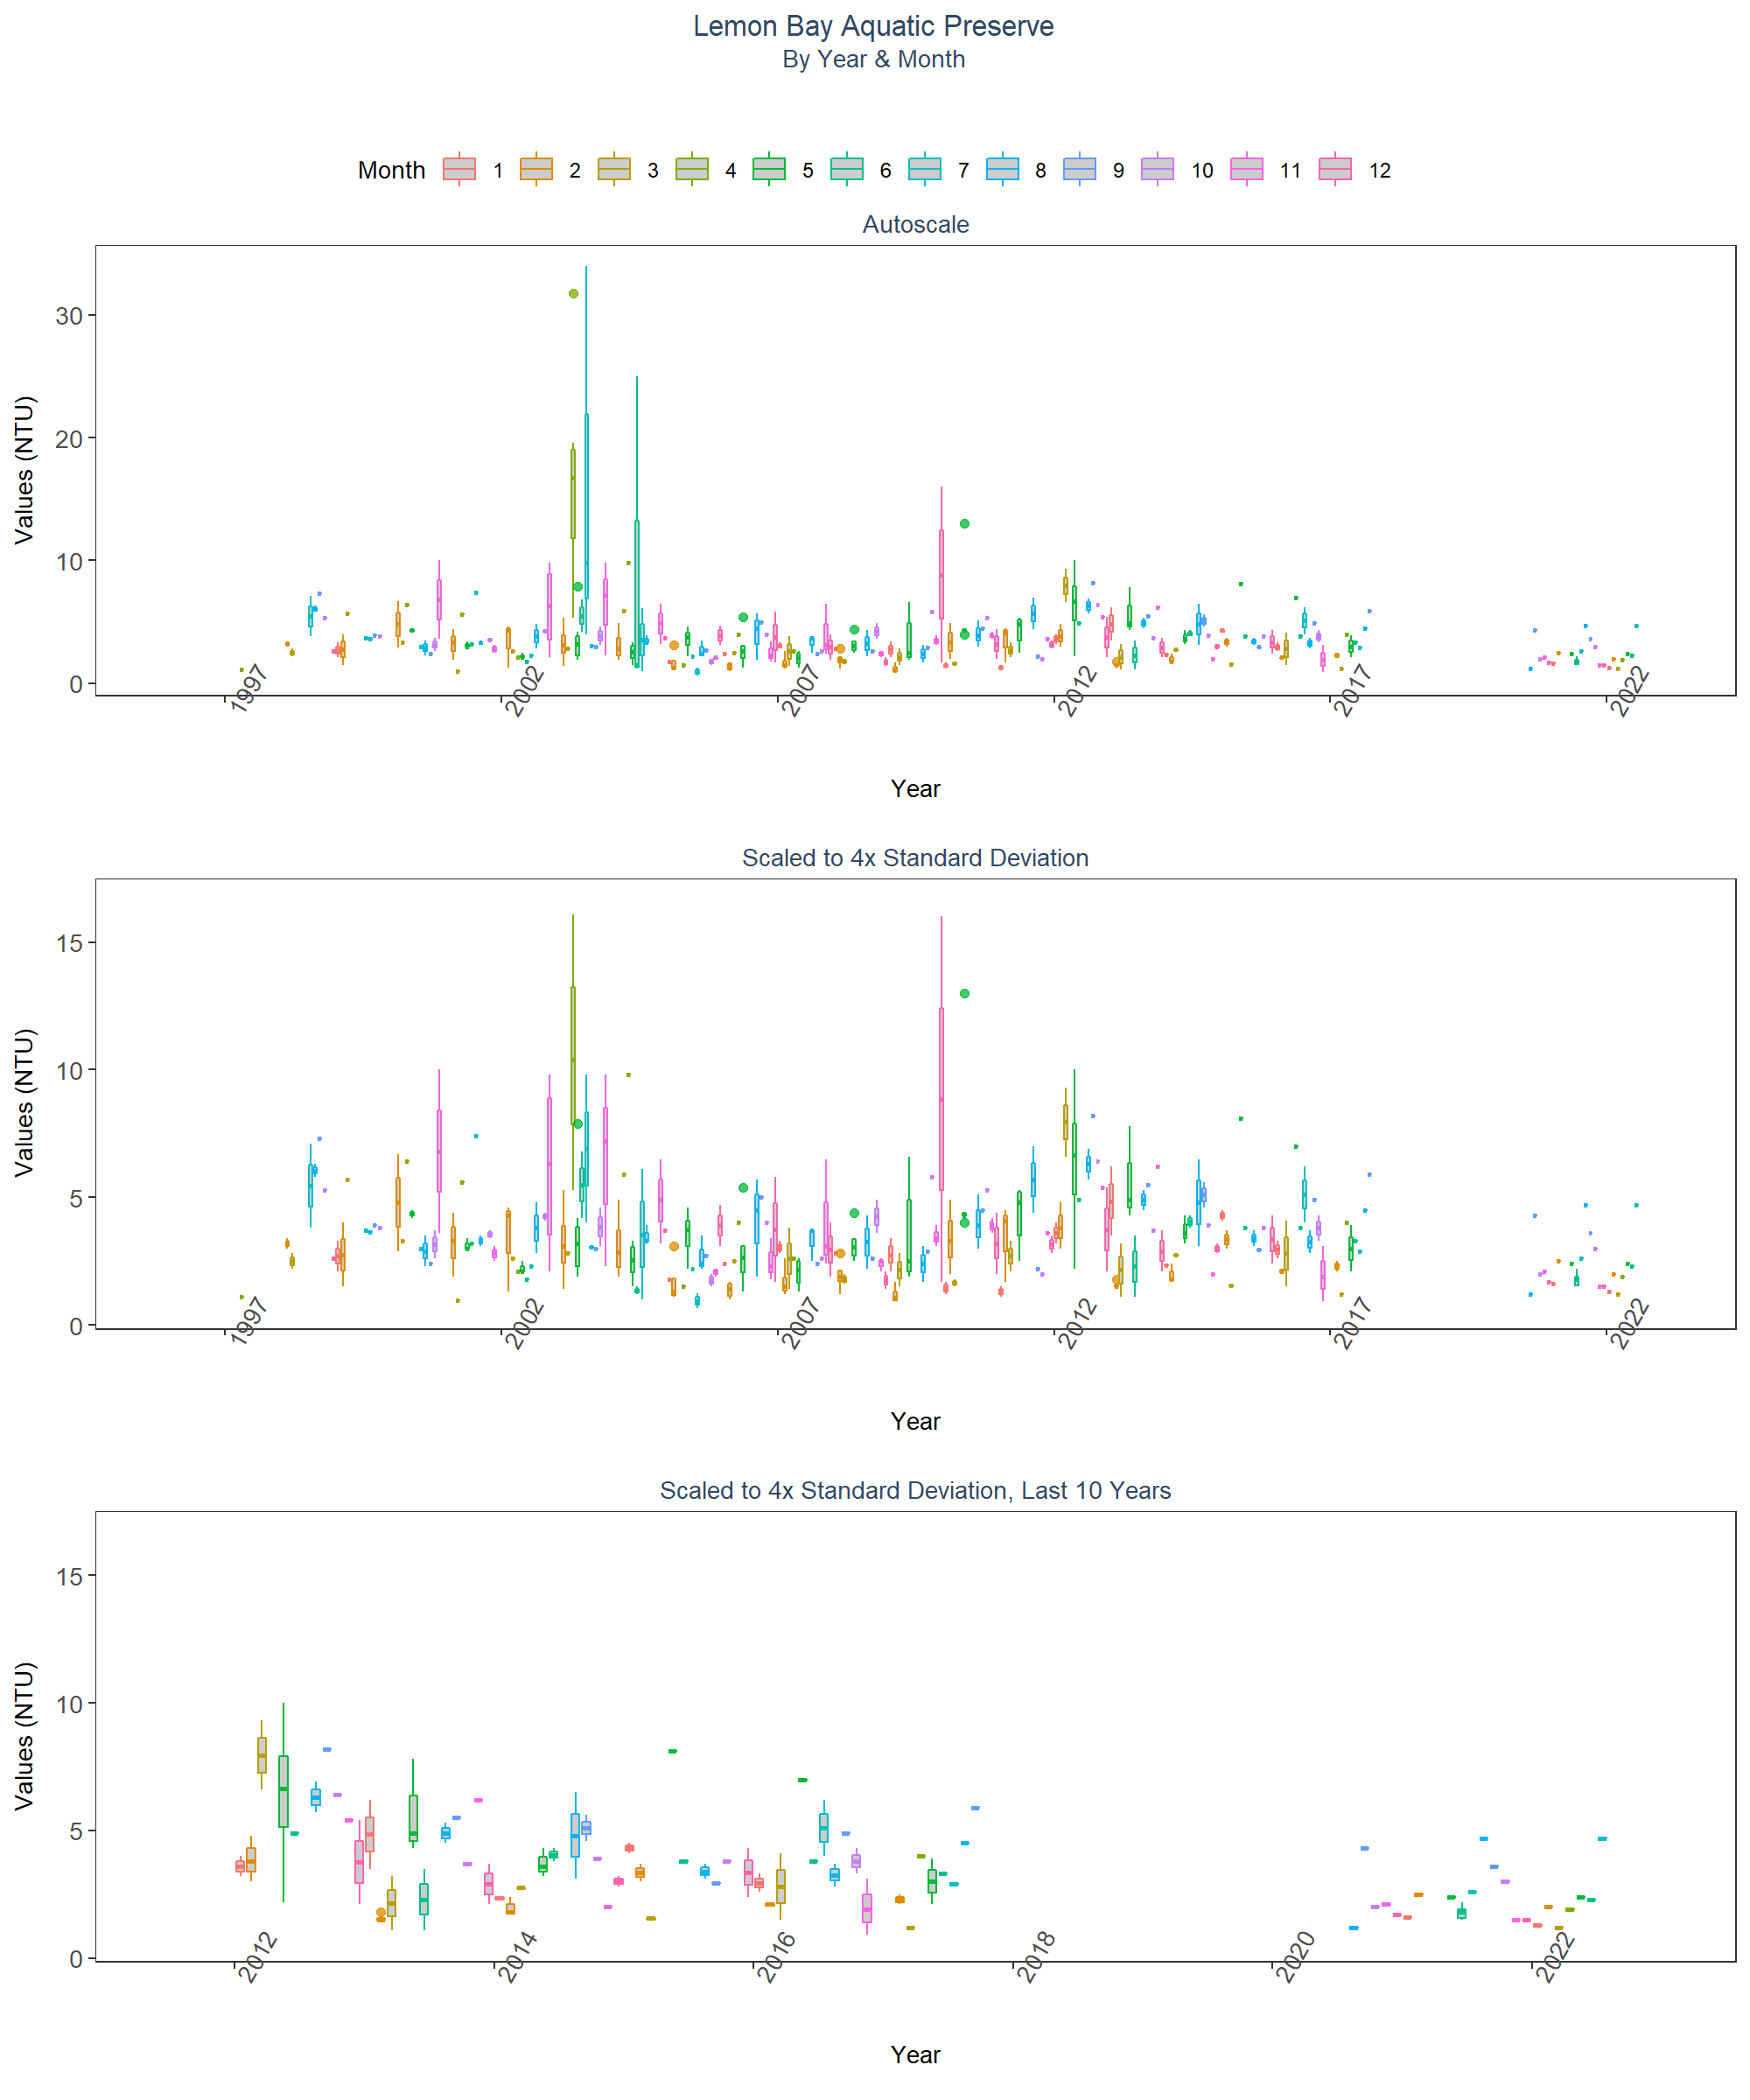 Lemon Bay Aquatic Preserve
By Year & Month
Month 1 2 3 4 5 6 7 8 9 10 11 12
Autoscale
Values (NTU)
30
20
10
0
1997 2002 2007 2012 2017 2022
Year
Scaled to 4x Standard Deviation
Values (NTU)
15
10
5
0
1997 2002 2007 2012 2017 2022
Year
Scaled to 4x Standard Deviation, Last 10 Years
Values (NTU)
15
10
5
0
2012 2014 2016 2018 2020 2022
Year